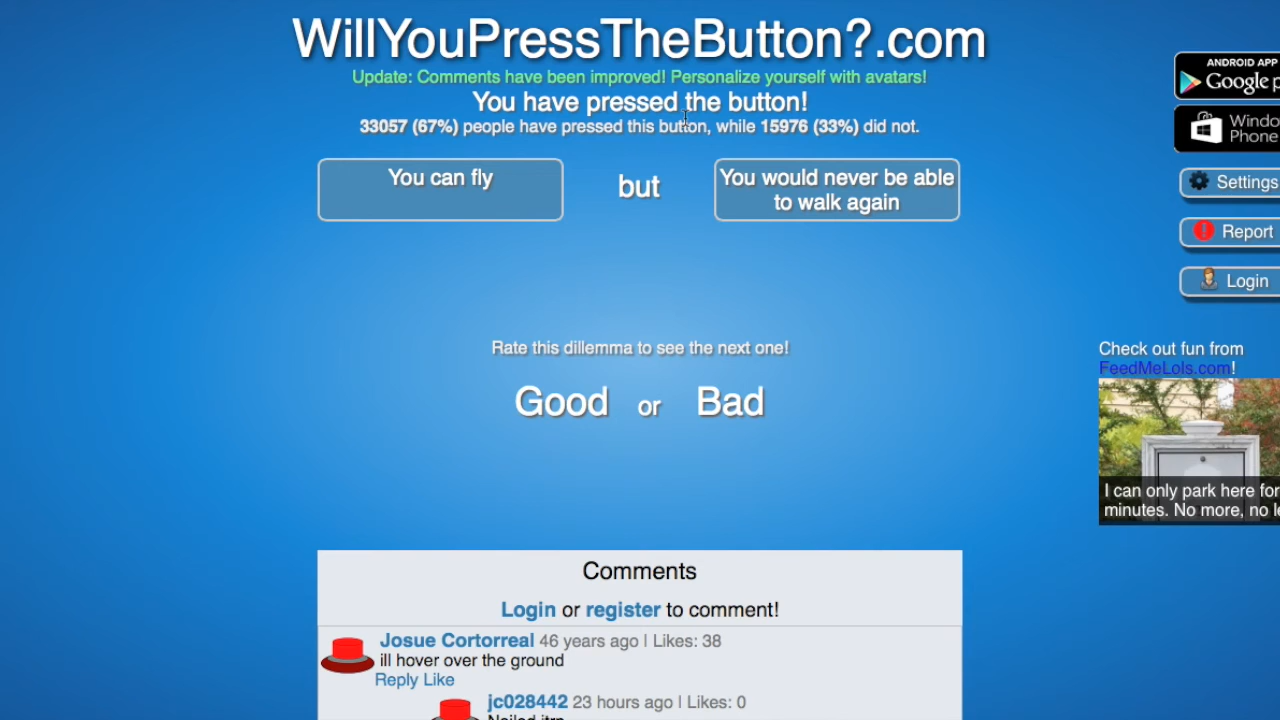 WillYouPressTheButton?.com
Update: Comments have been improved! Personalize yourself with avatars!
You have pressed the button!
33057 (67%) people have pressed this button, while 15976 (33%) did not.
You can fly
but
You would never be able
to walk again
Rate this dillemma to see the next one!
Good or Bad
ANDROID APP
Google p
Windo
Phone
Settings
Report
Login
Check out fun from
FeedMeLols.com!
I can only park here for
minutes. No more, no le
Comments
Login or register to comment!
Josue Cortorreal 46 years ago | Likes: 38
ill hover over the ground
Reply Like
jc028442 23 hours ago | Likes: 0